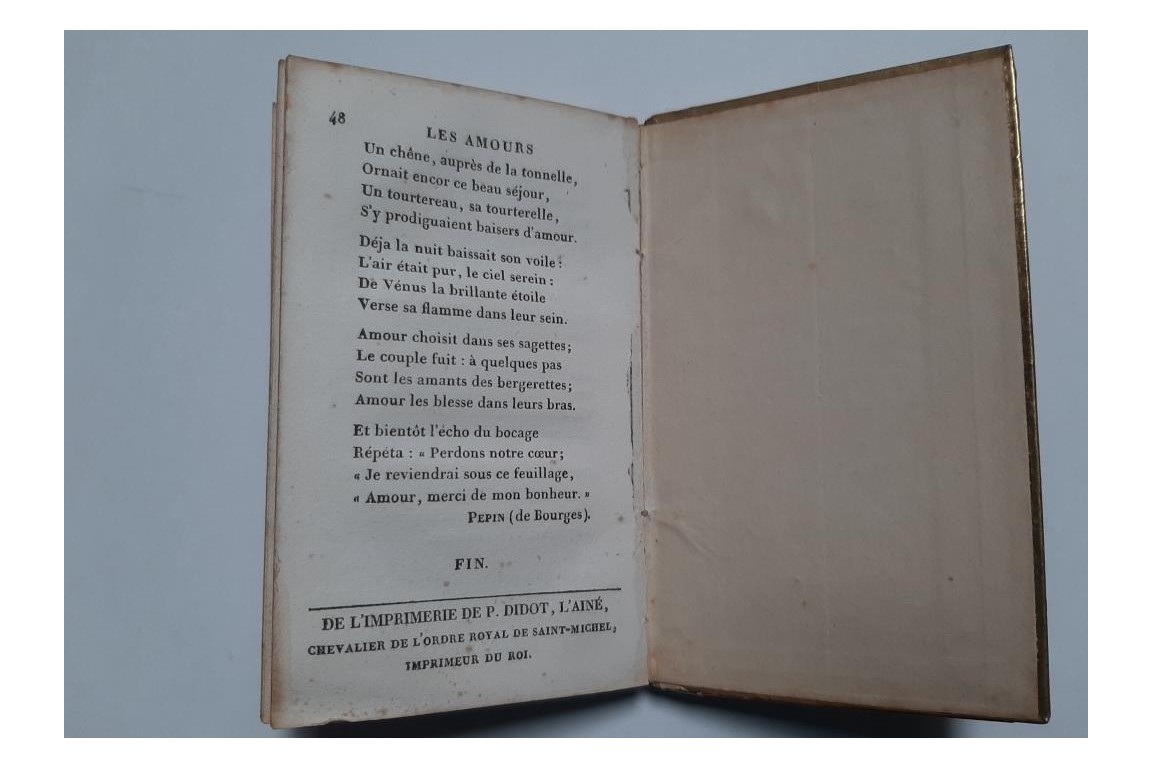 48
LES AMOURS
Un chêne, auprès de la tonnelle,
Ornait encor ce beau séjour,
Un tourtereau, sa tourterelle,
S'y prodiguaient baisers d'amour.
Déja la nuit baissait son voile :
L'air était pur, le ciel serein :
De Vénus la brillante étoile
Verse sa flamme dans leur sein.
Amour choisit dans ses sagettes;
Le couple fuit : à quelques pas
Sont les amants des bergerettes;
Amour les blesse dans leurs bras.
Et bientôt l'écho du bocage
Répéta : « Perdons notre cœur;
« Je reviendrai sous ce feuillage,
« Amour, merci de mon bonheur. »
PEPIN (de Bourges).
FIN.
DE L'IMPRIMERIE DE P. DIDOT, L'AINÉ,
CHEVALIER DE L'ORDRE ROYAL DE SAINT-MICHEL,
IMPRIMEUR DU ROI.